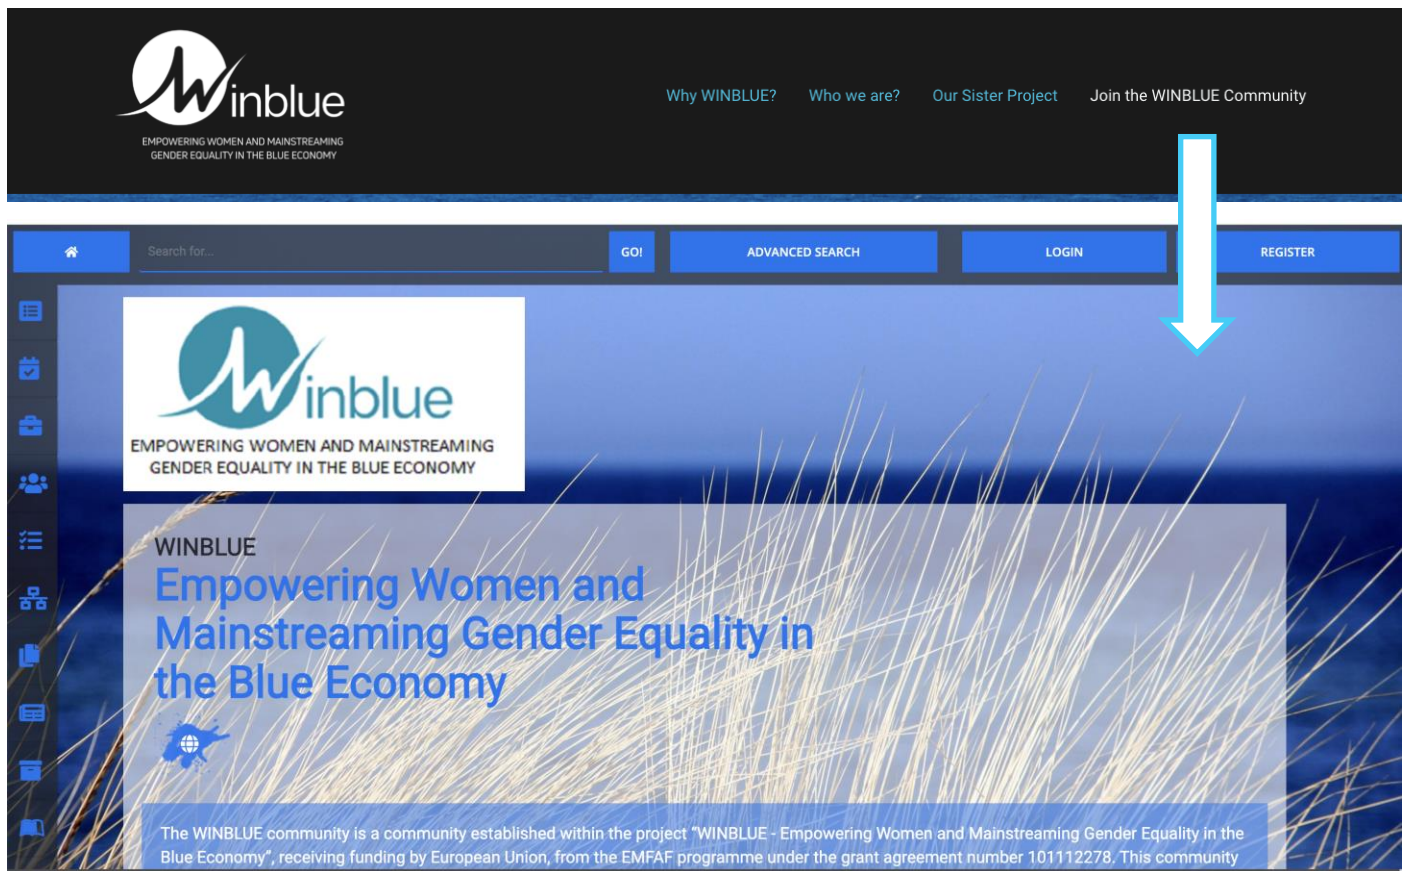 Winblue
EMPOWERING WOMEN AND MAINSTREAMING
GENDER EQUALITY IN THE BLUE ECONOMY
Why WINBLUE? Who we are? Our Sister Project Join the WINBLUE Community
Search for... GO! ADVANCED SEARCH LOGIN REGISTER
Winblue
EMPOWERING WOMEN AND MAINSTREAMING
GENDER EQUALITY IN THE BLUE ECONOMY
WINBLUE
Empowering Women and
Mainstreaming Gender Equality in
the Blue Economy
The WINBLUE community is a community established within the project "WINBLUE - Empowering Women and Mainstreaming Gender Equality in the
Blue Economy", receiving funding by European Union, from the EMFAF programme under the grant agreement number 101112278. This community